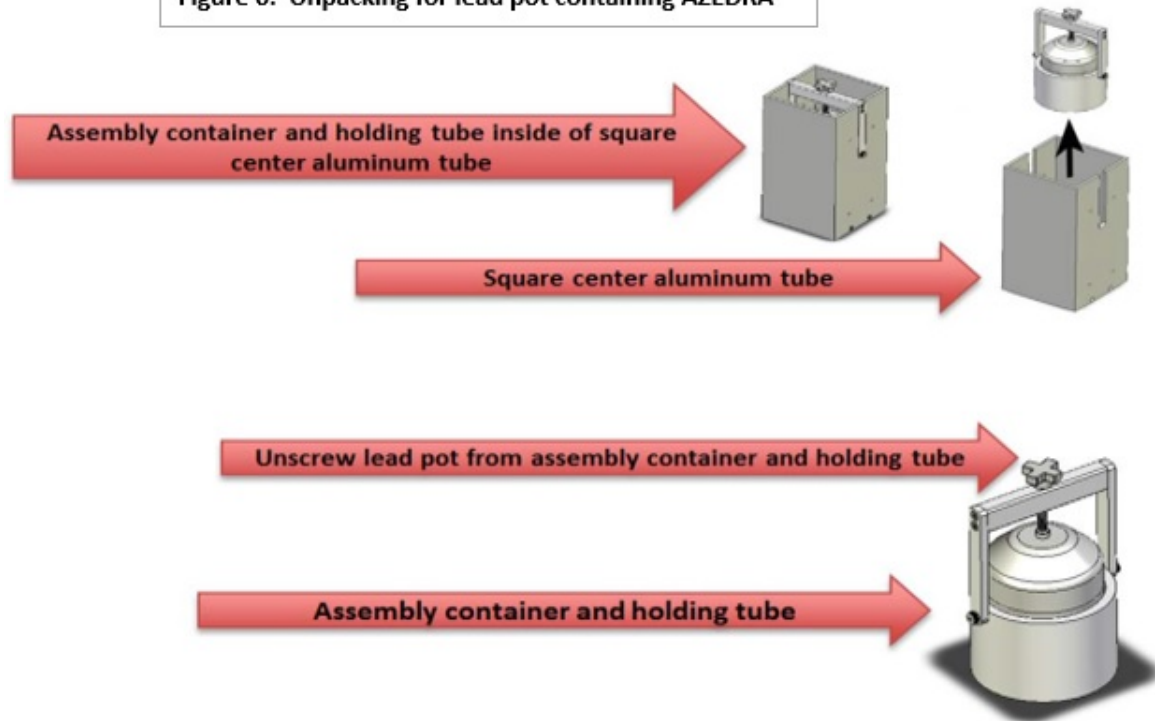 Figure 6: Unpacking for lead pot containing AZEDRA
Assembly container and holding tube inside of square
center aluminum tube
Square center aluminum tube
Unscrew lead pot from assembly container and holding tube
Assembly container and holding tube